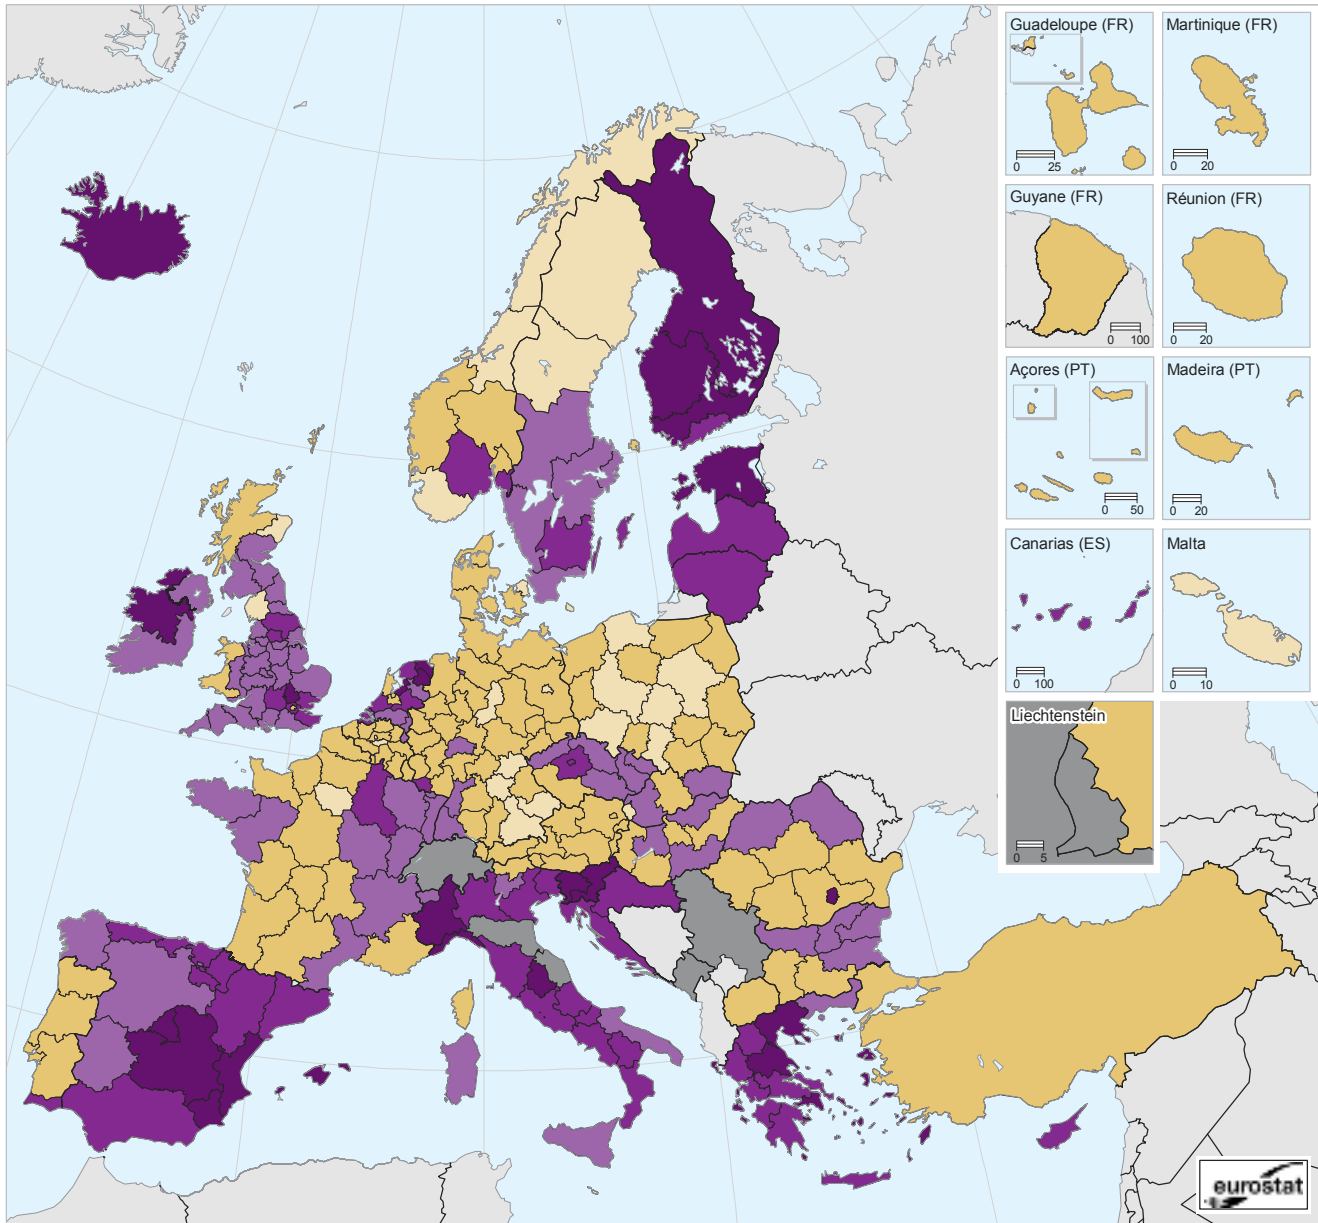 Guadeloupe (FR)
0 25
Martinique (FR)
0 20
Guyane (FR)
0 100
Réunion (FR)
0 20
Açores (PT)
0 50
Madeira (PT)
0 20
Canarias (ES)
0 100
Malta
0 10
Liechtenstein
0 5
eurostat